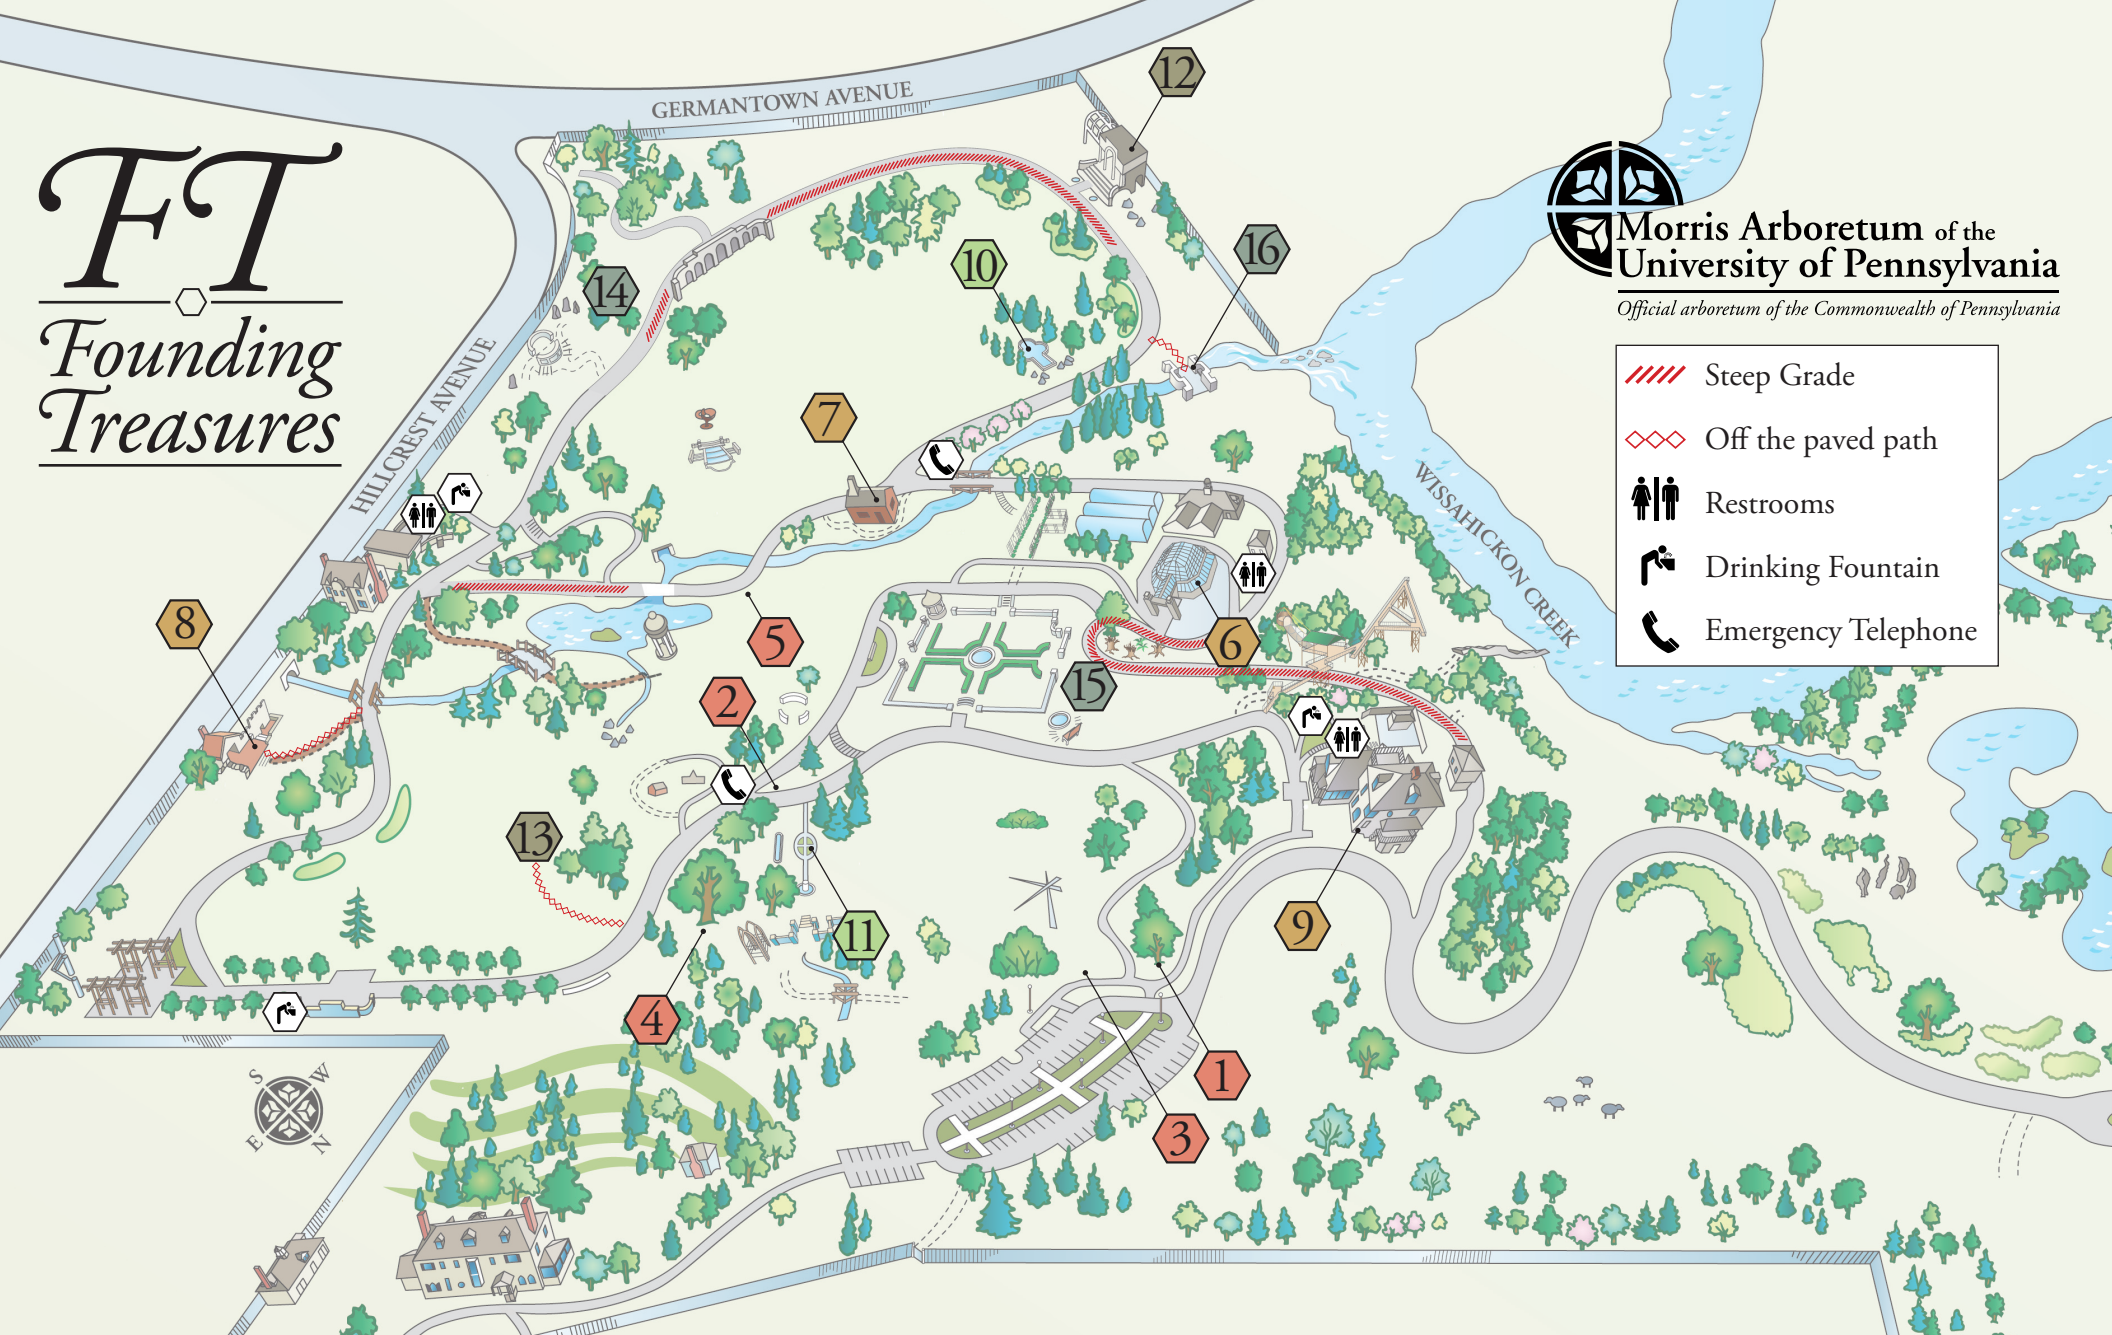 GERMANTOWN AVENUE
12
FT
Founding
Treasures
Morris Arboretum of the
University of Pennsylvania
Official arboretum of the Commonwealth of Pennsylvania
Steep Grade
Off the paved path
Restrooms
Drinking Fountain
Emergency Telephone
16
10
14
HILLCREST AVENUE
7
WISSAHICKON CREEK
8
5
6
15
2
13
11
9
4
1
3
S
W
E
N